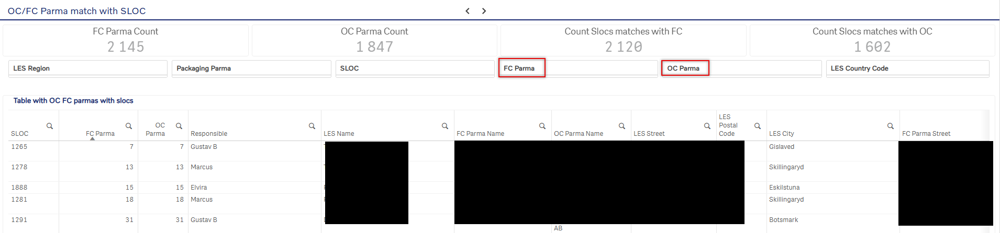 OC/FC Parma match with SLOC
FC Parma Count
2 145
OC Parma Count
1 847
Count Slocs matches with FC
2 120
Count Slocs matches with OC
1 602
LES Region
Packaging Parma
SLOC
FC Parma
OC Parma
LES Country Code
Table with OC FC parmas with slocs
SLOC
FC Parma
OC
Parma
Responsible
LES Name
FC Parma Name
OC Parma Name
LES Street
LES
Postal
Code
LES City
FC Parma Street
1265 7 7 Gustav B Gislaved
1278 13 13 Marcus Skillingaryd
1888 15 15 Elvira Eskilstuna
1281 18 18 Marcus Skillingaryd
1291 31 31 Gustav B Botsmark
AB